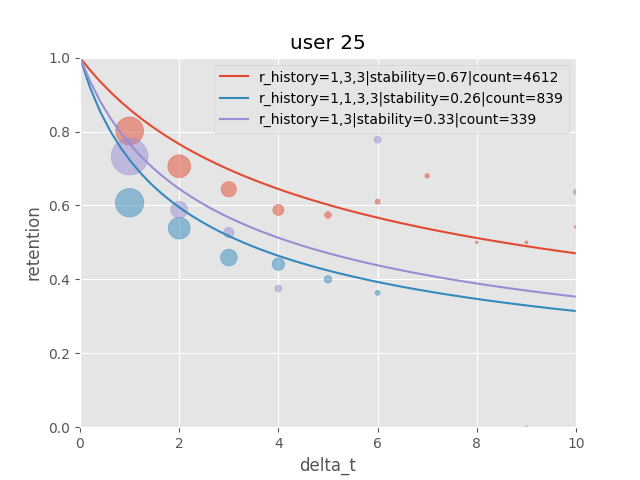 user 25
r_history=1,3,3|stability=0.67|count=4612
r_history=1,1,3,3|stability=0.26|count=839
r_history=1,3|stability=0.33|count=339
1.0
0.8
0.6
0.4
0.2
0.0
retention
0 2 4 6 8 10
delta_t